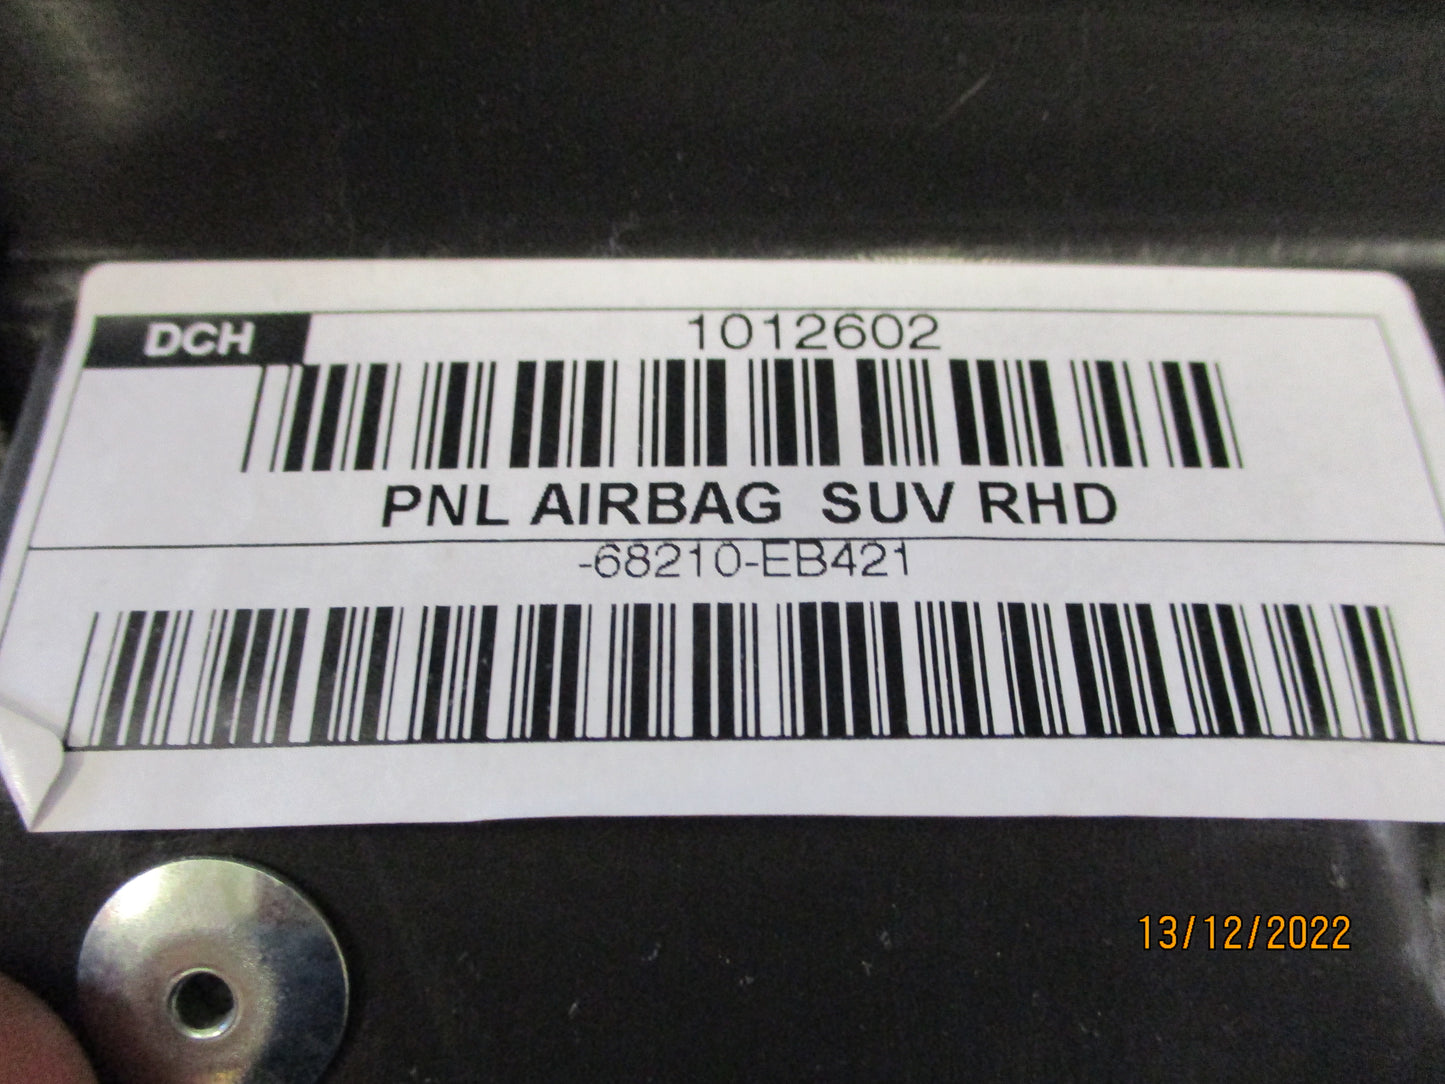 DCH
1012602
PNL AIRBAG  SUV RHD
-68210-EB421
13/12/2022